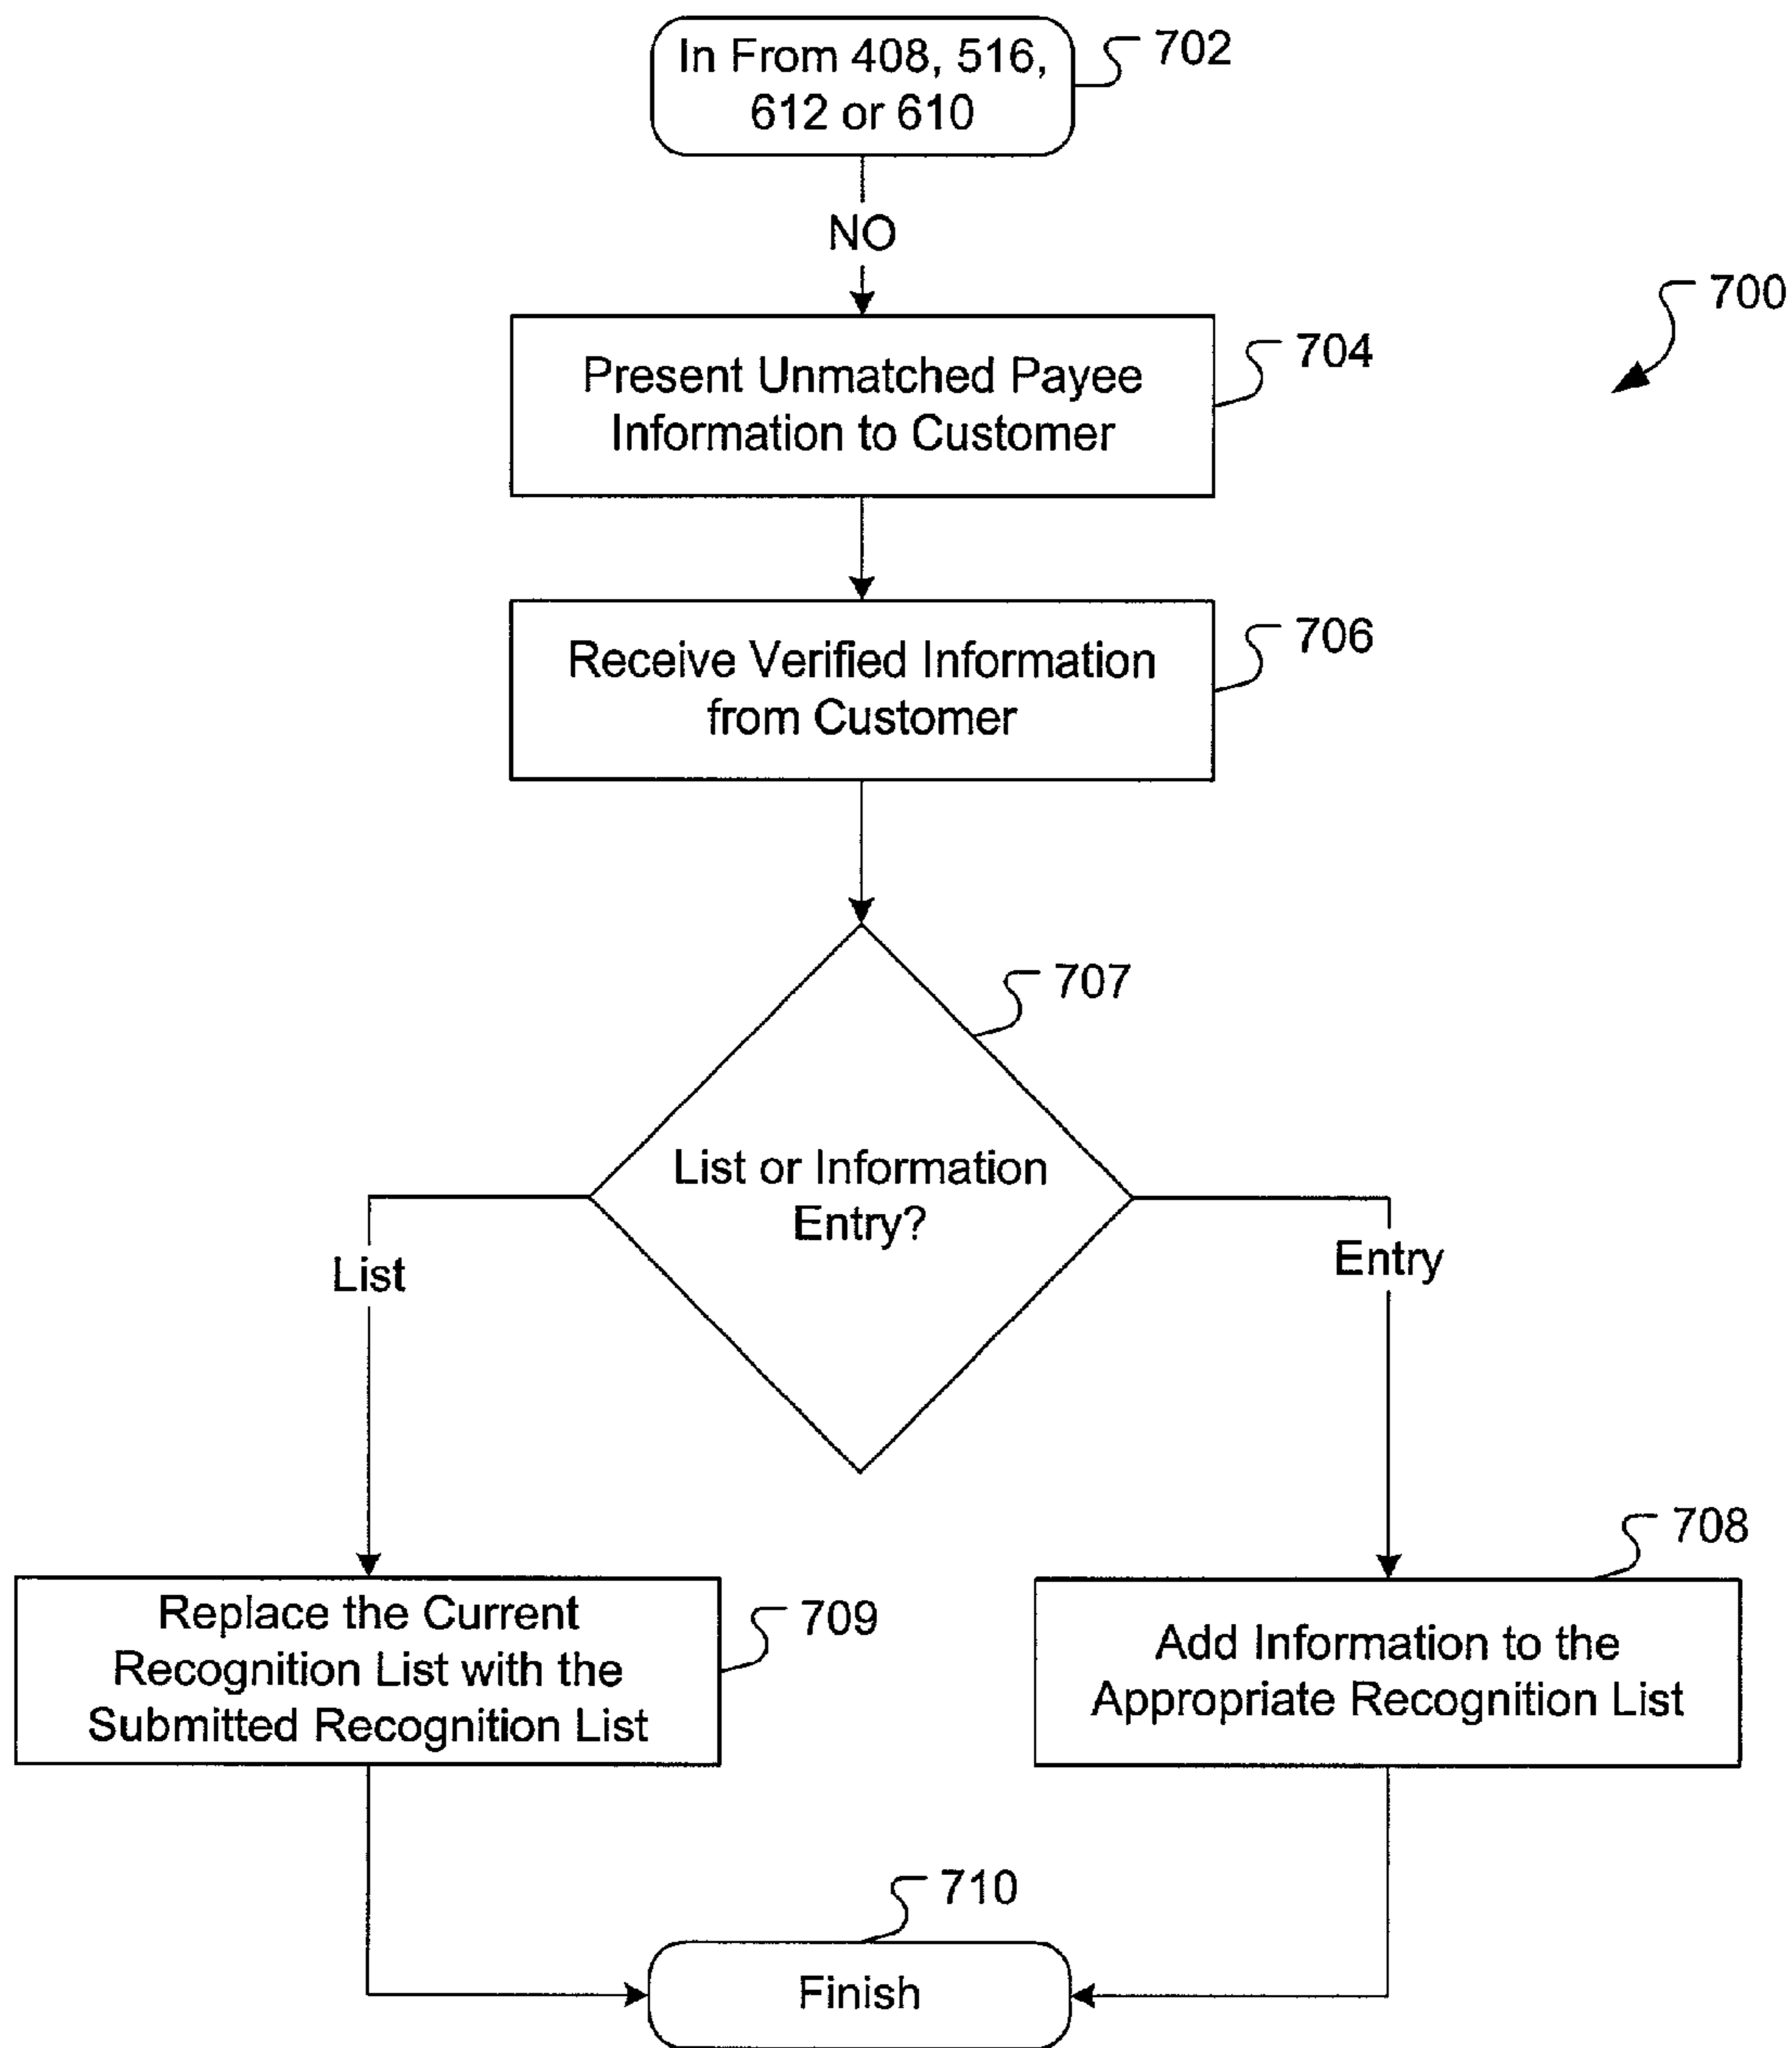 In From 408, 516,
612 or 610
702
NO
700
Present Unmatched Payee
Information to Customer
704
Receive Verified Information
from Customer
706
707
List or Information
Entry?
List
Entry
708
Replace the Current
Recognition List with the
Submitted Recognition List
709
Add Information to the
Appropriate Recognition List
710
Finish